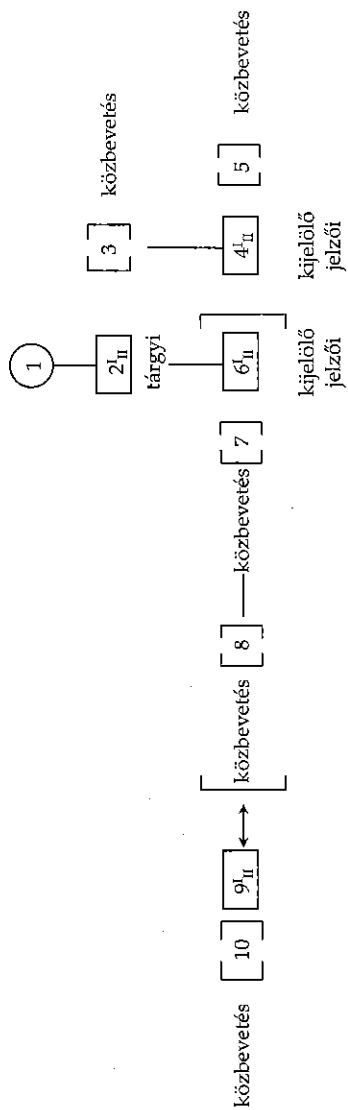 1
2ᴵ_II [3] közbevetés
tárgyi
közbevetés [10] 9ᴵ_II ↔ [közbevetés [8] — közbevetés [7] 6ᴵ_II] 4ᴵ_II [5] közbevetés
kijelölő kijelölő
jelzői jelzői